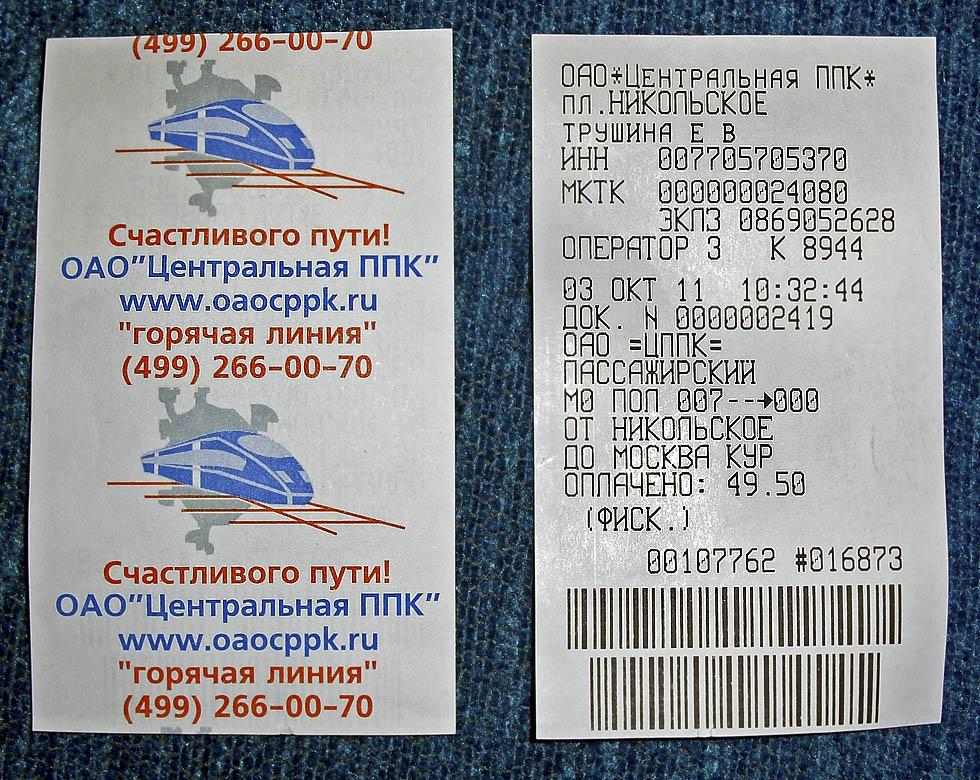 (499) 266-00-70
Счастливого пути!
ОАО"Центральная ППК"
www.oaocppk.ru
"горячая линия"
(499) 266-00-70
Счастливого пути!
ОАО"Центральная ППК"
www.oaocppk.ru
"горячая линия"
(499) 266-00-70
ОАО*ЦЕНТРАЛЬНАЯ ППК*
ПЛ.НИКОЛЬСКОЕ
ТРУШИНА Е В
ИНН 007705705370
МКТК 000000024080
ЭКЛЗ 0869052628
ОПЕРАТОР 3 К 8944
03 ОКТ 11 10:32:44
ДОК. N 0000002419
ОАО =ЦППК=
ПАССАЖИРСКИЙ
М0 ПОЛ 007--→000
ОТ НИКОЛЬСКОЕ
ДО МОСКВА КУР
ОПЛАЧЕНО: 49.50
(ФИСК.)
00107762 #016873